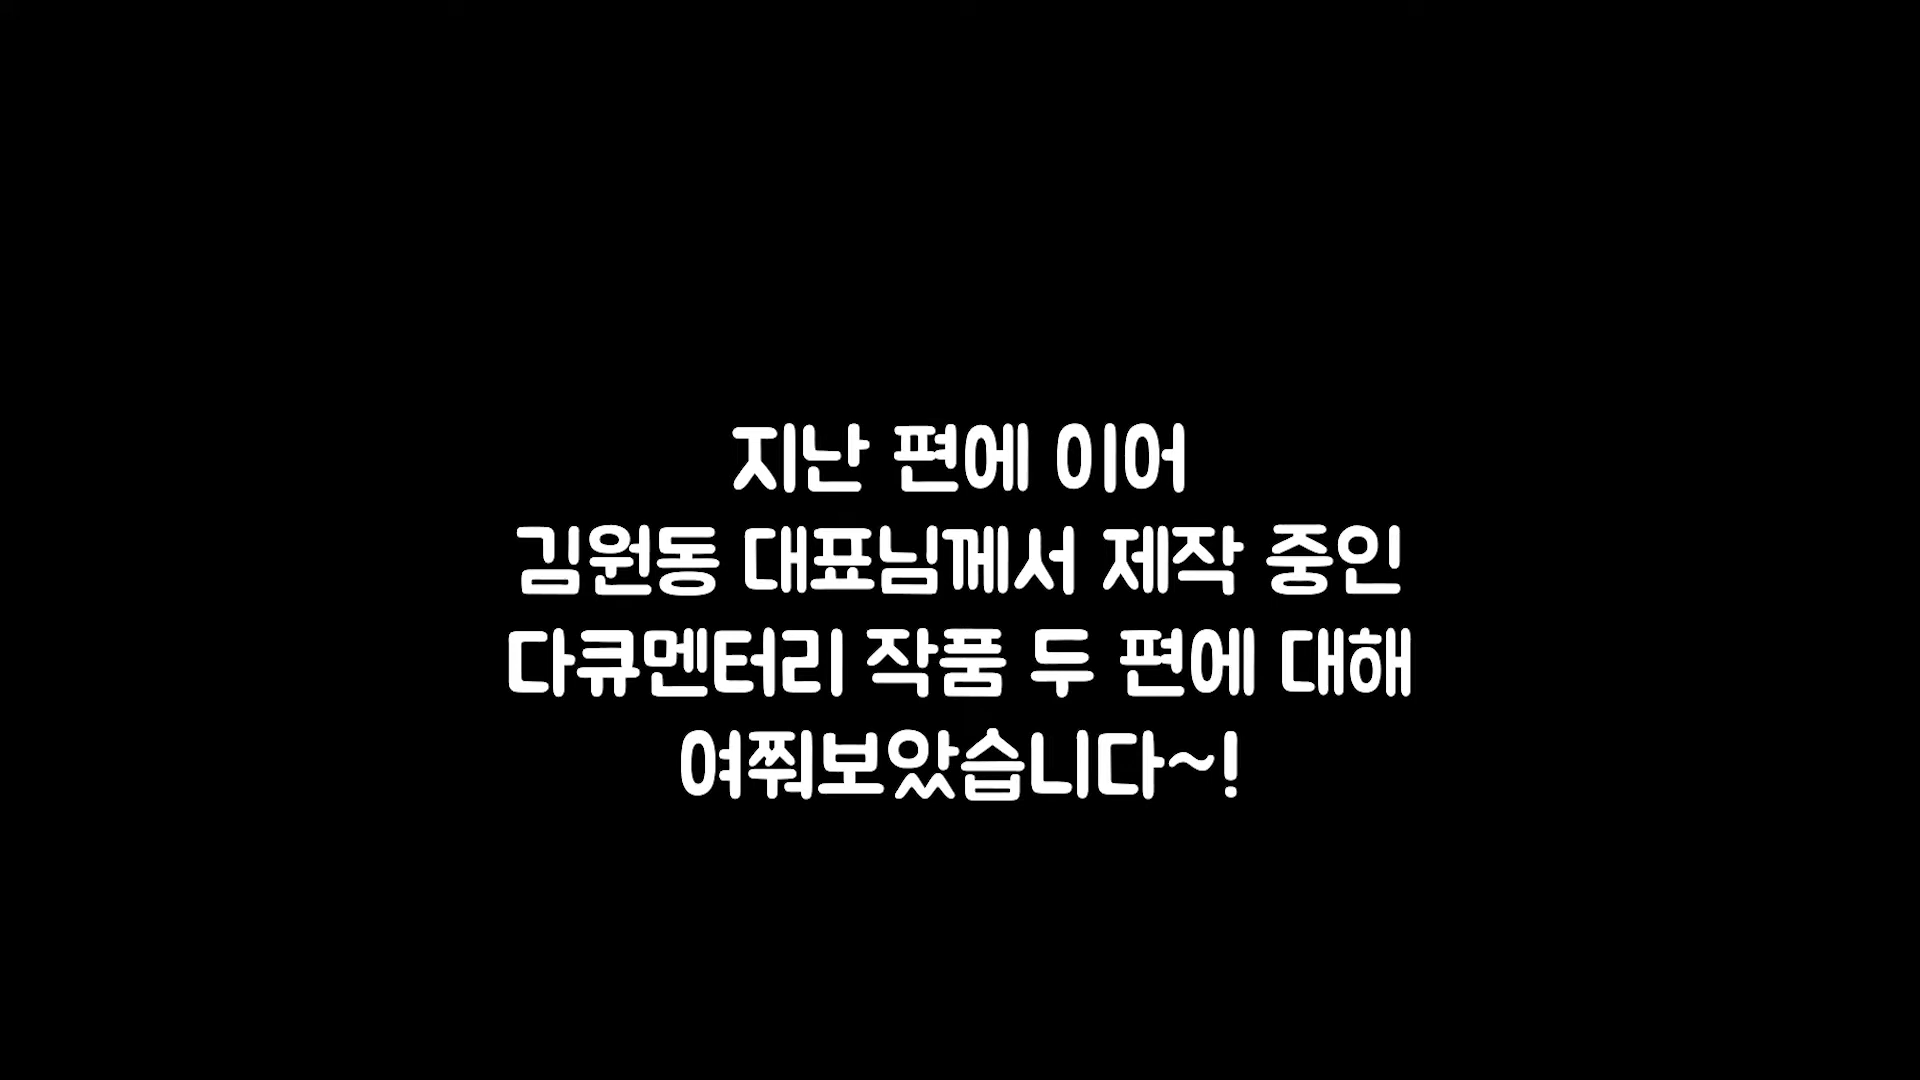 지난 편에 이어
김원동 대표님께서 제작 중인
다큐멘터리 작품 두 편에 대해
여쭤보았습니다~!